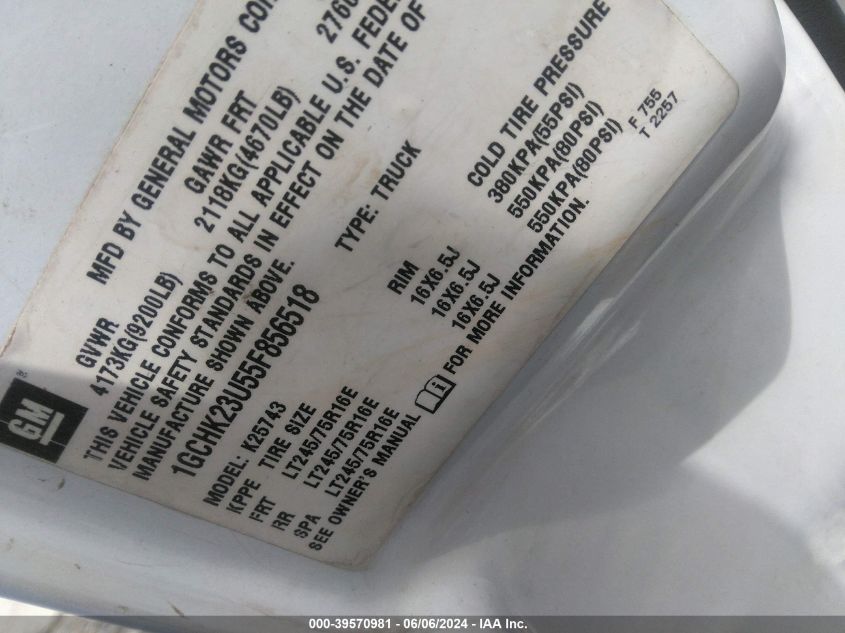 MFD BY GENERAL MOTORS
GVWR GAWR FRT
4173KG(9200LB) 2118KG(4670LB)
THIS VEHICLE CONFORMS TO ALL APPLICABLE U.S.
VEHICLE SAFETY STANDARDS IN EFFECT ON THE DATE OF
MANUFACTURE SHOWN ABOVE.
1GCHK23U55F856518 TYPE: TRUCK
MODEL: K25743
KPPE TIRE SIZE RIM COLD TIRE PRESSURE
FRT LT245/75R16E 16X6.5J 380KPA(55PSI)
RR LT245/75R16E 16X6.5J 550KPA(80PSI)
SPA LT245/75R16E 16X6.5J 550KPA(80PSI)
SEE OWNER'S MANUAL FOR MORE INFORMATION.
F 755
T 2257
GM
®
000-39570981 - 06/06/2024 - IAA Inc.